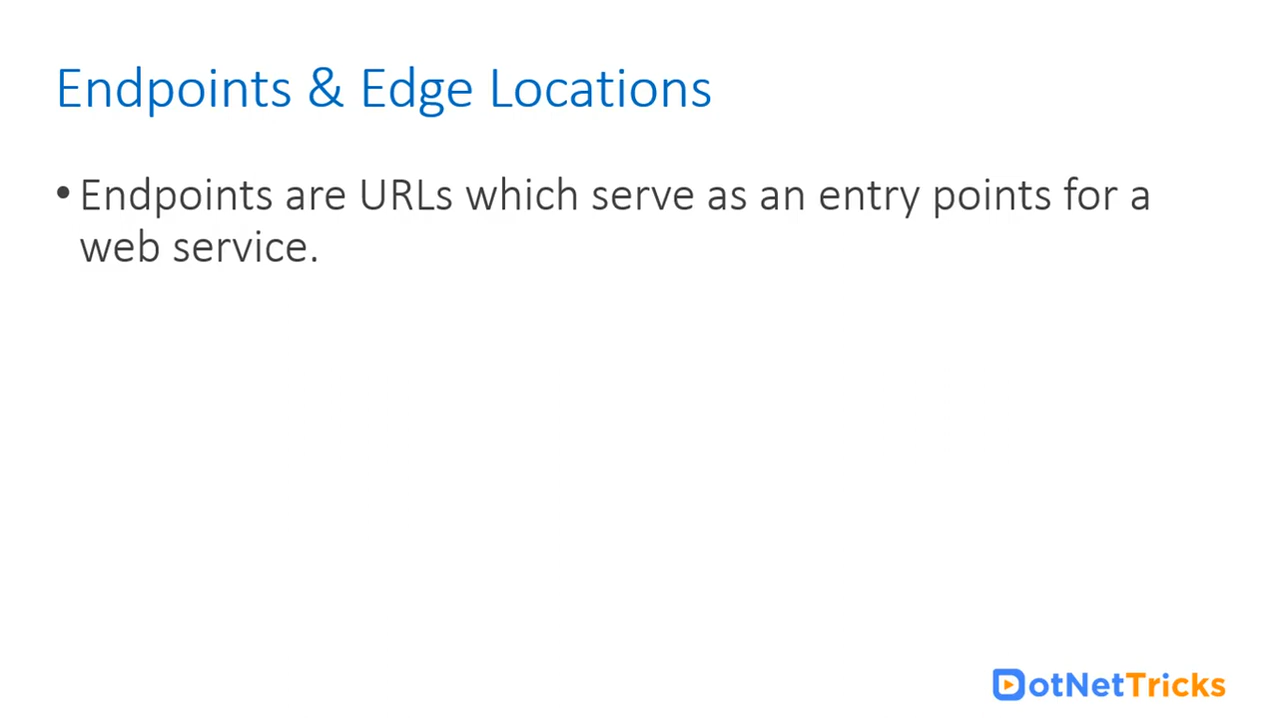 Endpoints & Edge Locations
• Endpoints are URLs which serve as an entry points for a
web service.
DotNetTricks